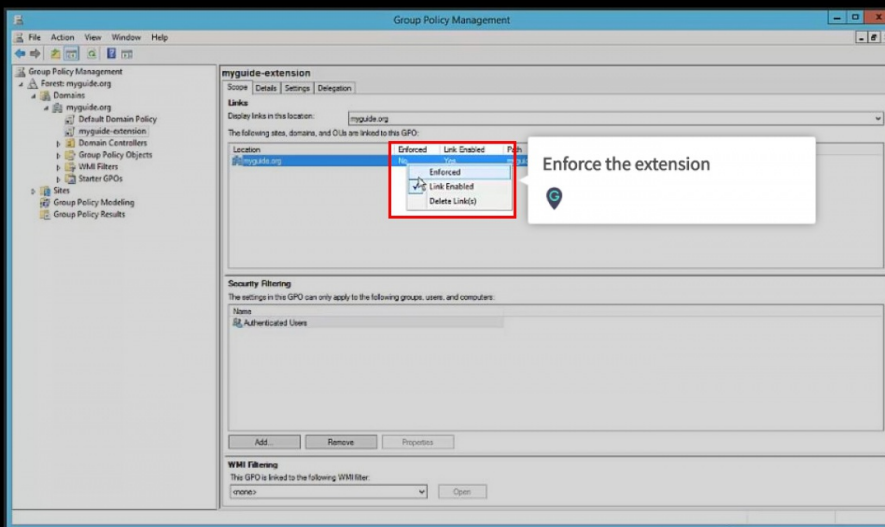 Group Policy Management
File Action View Window Help
Group Policy Management
Forest: myguide.org
Domains
myguide.org
Default Domain Policy
myguide-extension
Domain Controllers
Group Policy Objects
WMI Filters
Starter GPOs
Sites
Group Policy Modeling
Group Policy Results
myguide-extension
Scope Details Settings Delegation
Links
Display links in this location: myguide.org
The following sites, domains, and OUs are linked to this GPO:
Location Enforced Link Enabled Path
myguide.org No Yes
Enforced
Link Enabled
Delete Link(s)
Enforce the extension
G
Security Filtering
The settings in this GPO can only apply to the following groups, users, and computers:
Name
Authenticated Users
Add... Remove Properties
WMI Filtering
This GPO is linked to the following WMI filter:
<none> Open